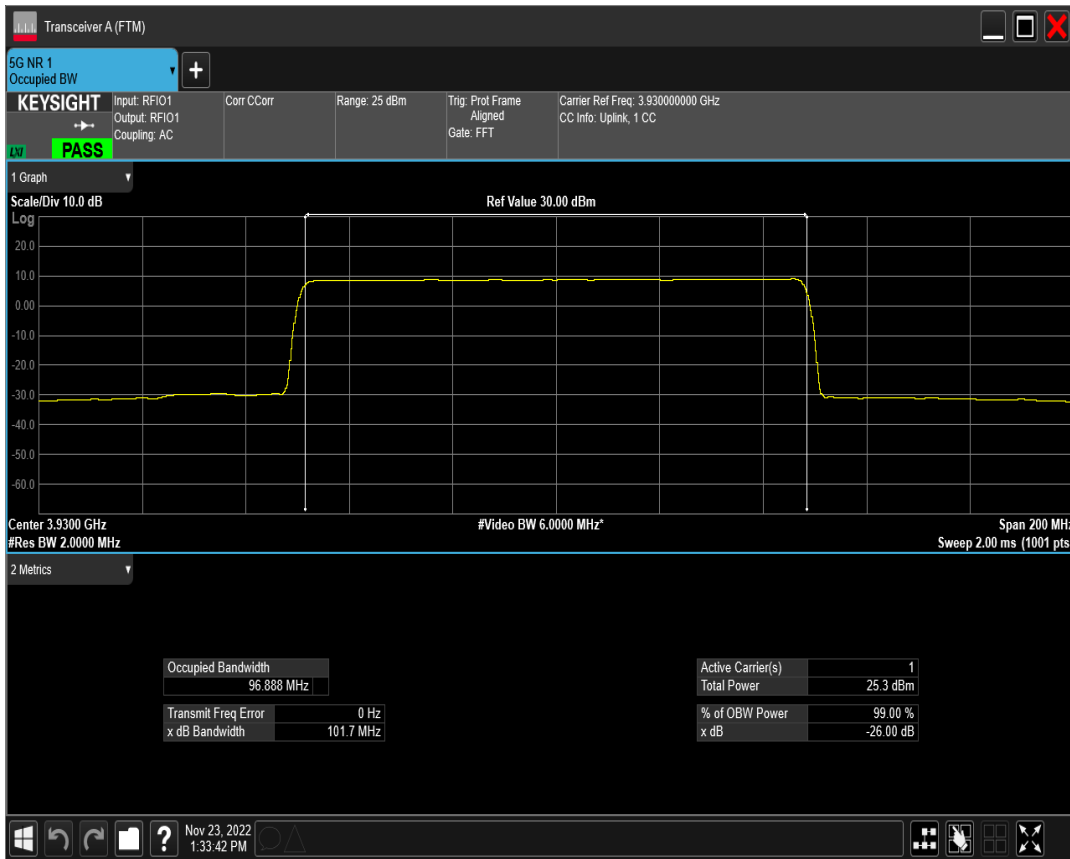 Transceiver A (FTM)
5G NR 1
Occupied BW
+
KEYSIGHT
LXI
PASS
Input: RFIO1
Output: RFIO1
Coupling: AC
Corr CCorr
Range: 25 dBm
Trig: Prot Frame
Aligned
Gate: FFT
Carrier Ref Freq: 3.930000000 GHz
CC Info: Uplink, 1 CC
1 Graph
Scale/Div 10.0 dB
Ref Value 30.00 dBm
Log
20.0
10.0
0.00
-10.0
-20.0
-30.0
-40.0
-50.0
-60.0
Center 3.9300 GHz
#Video BW 6.0000 MHz*
Span 200 MHz
#Res BW 2.0000 MHz
Sweep 2.00 ms (1001 pts
2 Metrics
Occupied Bandwidth
96.888 MHz
Transmit Freq Error 0 Hz
x dB Bandwidth 101.7 MHz
Active Carrier(s) 1
Total Power 25.3 dBm
% of OBW Power 99.00 %
x dB -26.00 dB
?
Nov 23, 2022
1:33:42 PM